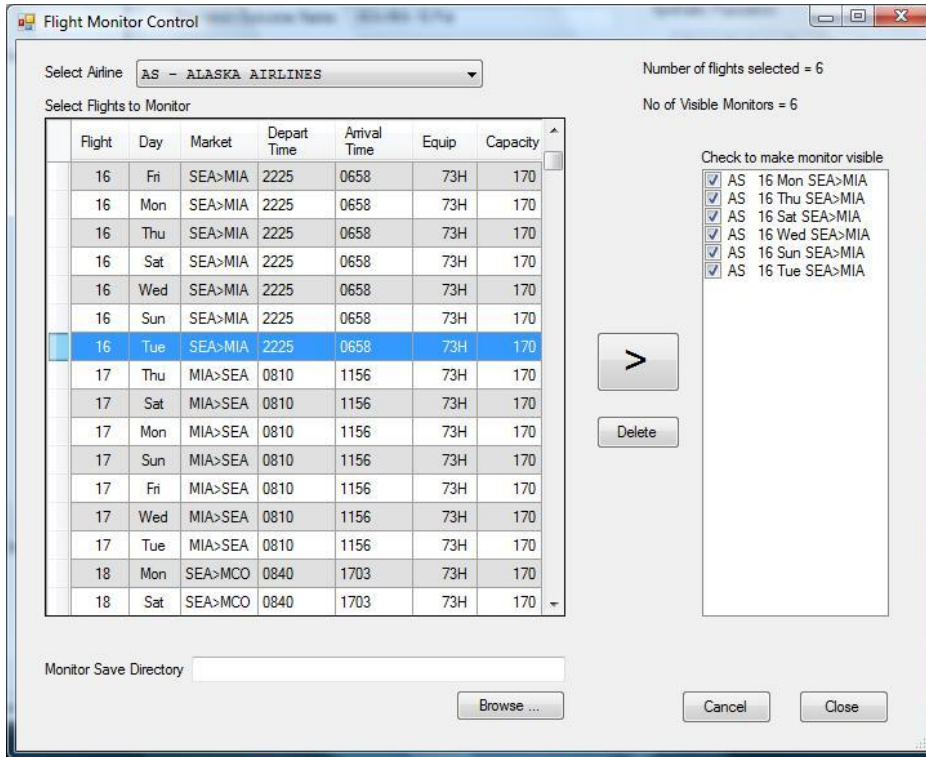 Flight Monitor Control
Select Airline AS - ALASKA AIRLINES
Number of flights selected = 6
Select Flights to Monitor
No of Visible Monitors = 6
Flight Day Market Depart Time Arrival Time Equip Capacity
16 Fri SEA>MIA 2225 0658 73H 170
16 Mon SEA>MIA 2225 0658 73H 170
16 Thu SEA>MIA 2225 0658 73H 170
16 Sat SEA>MIA 2225 0658 73H 170
16 Wed SEA>MIA 2225 0658 73H 170
16 Sun SEA>MIA 2225 0658 73H 170
16 Tue SEA>MIA 2225 0658 73H 170
17 Thu MIA>SEA 0810 1156 73H 170
17 Sat MIA>SEA 0810 1156 73H 170
17 Mon MIA>SEA 0810 1156 73H 170
17 Sun MIA>SEA 0810 1156 73H 170
17 Fri MIA>SEA 0810 1156 73H 170
17 Wed MIA>SEA 0810 1156 73H 170
17 Tue MIA>SEA 0810 1156 73H 170
18 Mon SEA>MCO 0840 1703 73H 170
18 Sat SEA>MCO 0840 1703 73H 170
>
Delete
Check to make monitor visible
AS 16 Mon SEA>MIA
AS 16 Thu SEA>MIA
AS 16 Sat SEA>MIA
AS 16 Wed SEA>MIA
AS 16 Sun SEA>MIA
AS 16 Tue SEA>MIA
Monitor Save Directory
Browse ...
Cancel
Close